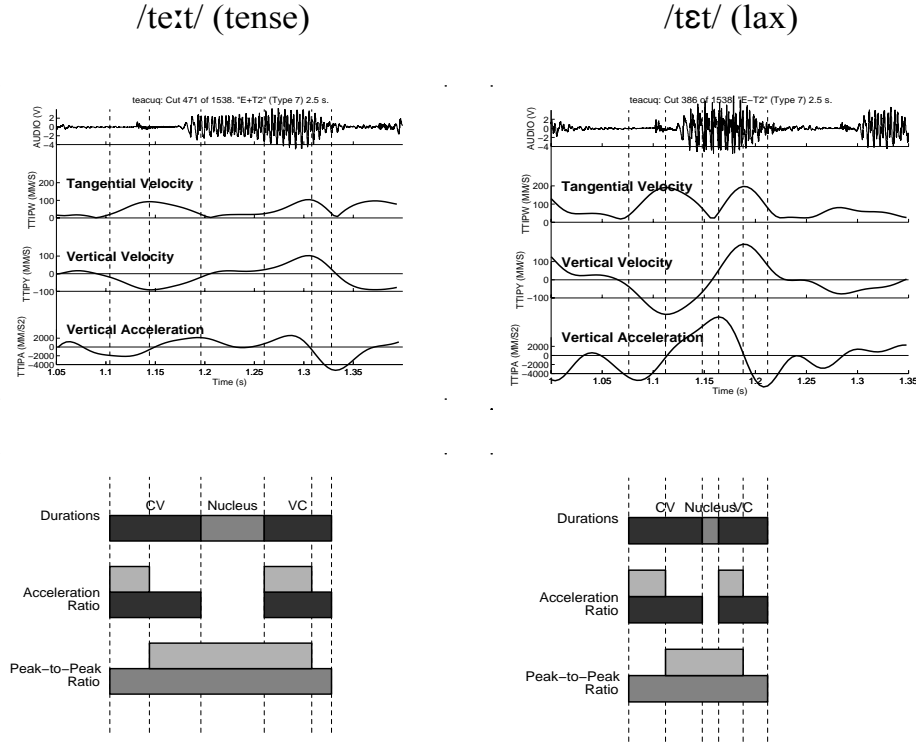 /teːt/ (tense)
teacuq: Cut 471 of 1538. "E+T2" (Type 7) 2.5 s.
AUDIO (V)
4
2
0
−2
−4
Tangential Velocity
TTIPW (MM/S)
200
100
0
Vertical Velocity
TTIPY (MM/S)
100
0
−100
Vertical Acceleration
TTIPA (MM/S2)
2000
0
−2000
−4000
1.05 1.1 1.15 1.2 1.25 1.3 1.35
Time (s)
CV Nucleus VC
Durations
Acceleration
Ratio
Peak−to−Peak
Ratio
/tɛt/ (lax)
teacuq: Cut 386 of 1538. "E−T2" (Type 7) 2.5 s.
AUDIO (V)
4
2
0
−2
−4
Tangential Velocity
TTIPW (MM/S)
200
100
0
Vertical Velocity
TTIPY (MM/S)
100
0
−100
Vertical Acceleration
TTIPA (MM/S2)
2000
0
−2000
−4000
1 1.05 1.1 1.15 1.2 1.25 1.3 1.35
Time (s)
CV Nucleus VC
Durations
Acceleration
Ratio
Peak−to−Peak
Ratio